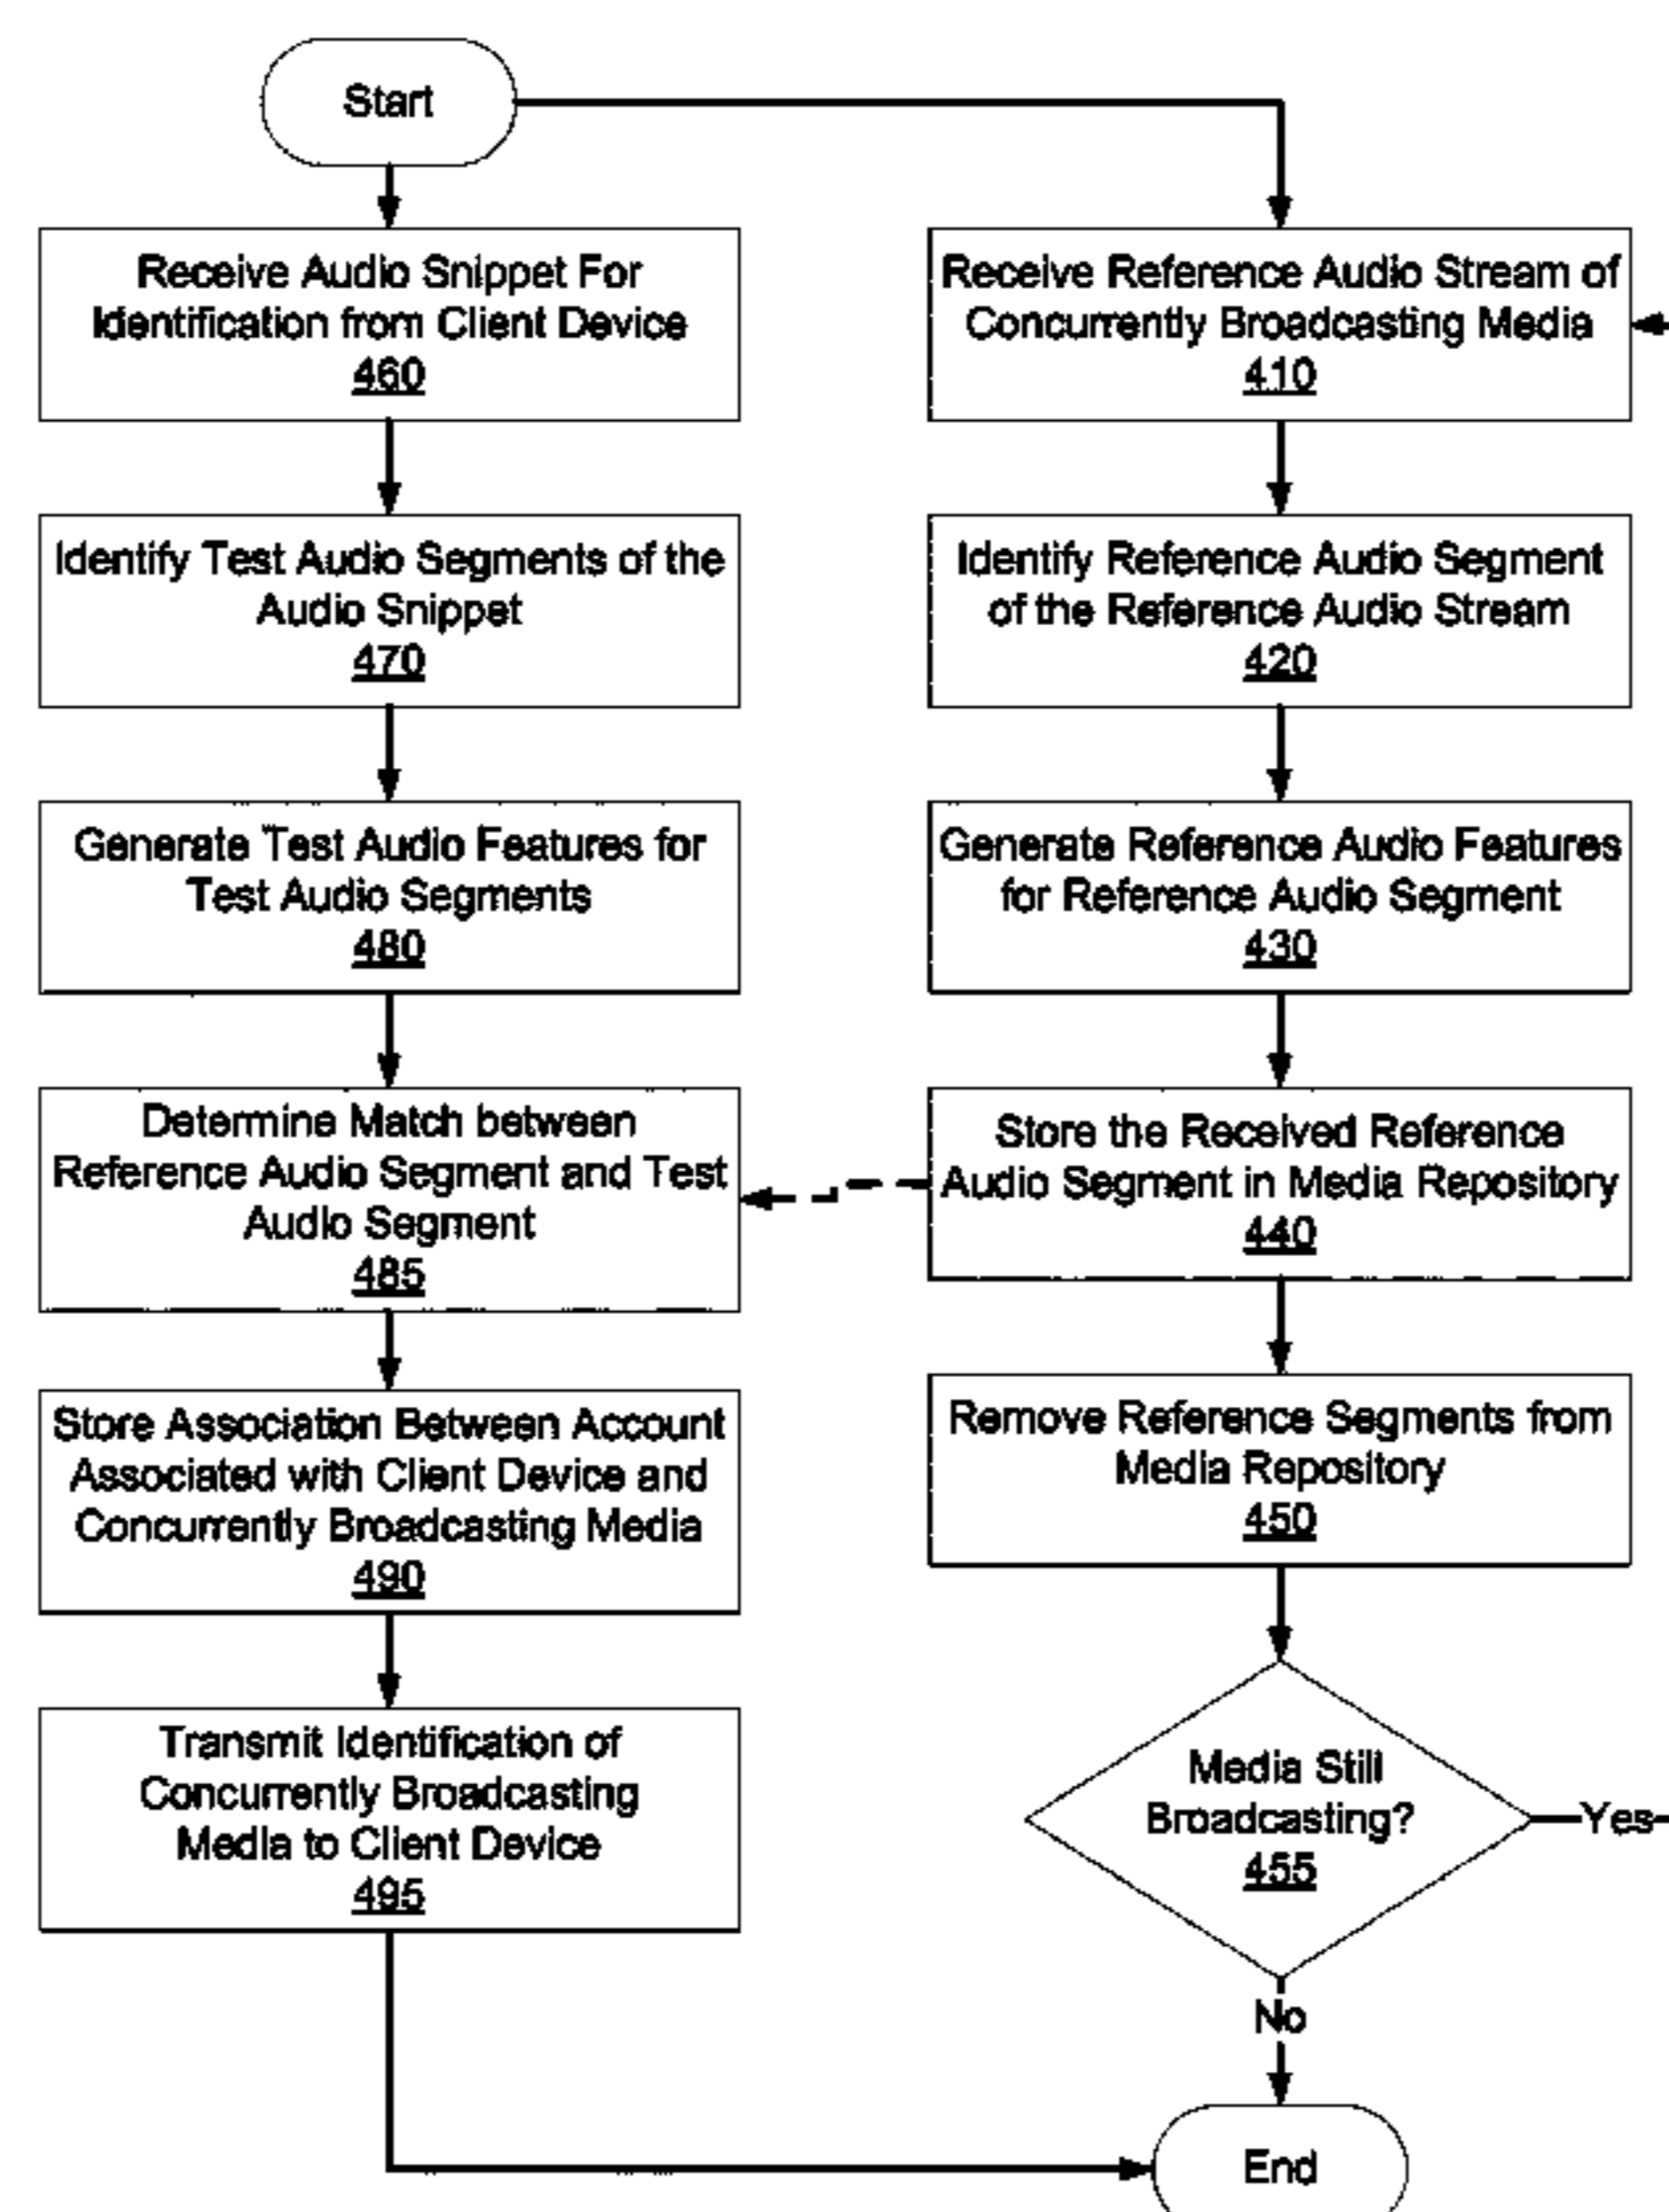 Start
Receive Audio Snippet For
Identification from Client Device
460
Identify Test Audio Segments of the
Audio Snippet
470
Generate Test Audio Features for
Test Audio Segments
480
Determine Match between
Reference Audio Segment and Test
Audio Segment
485
Store Association Between Account
Associated with Client Device and
Concurrently Broadcasting Media
490
Transmit Identification of
Concurrently Broadcasting
Media to Client Device
495
Receive Reference Audio Stream of
Concurrently Broadcasting Media
410
Identify Reference Audio Segment
of the Reference Audio Stream
420
Generate Reference Audio Features
for Reference Audio Segment
430
Store the Received Reference
Audio Segment in Media Repository
440
Remove Reference Segments from
Media Repository
450
Media Still
Broadcasting?
455
Yes
No
End